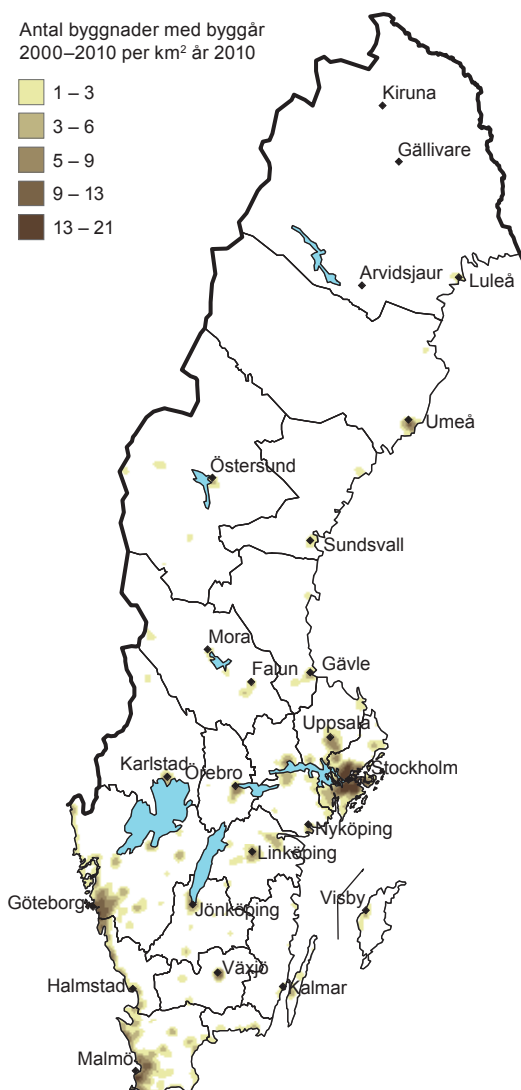 Antal byggnader med byggår
2000–2010 per km² år 2010
1 – 3
3 – 6
5 – 9
9 – 13
13 – 21
Kiruna
Gällivare
Arvidsjaur
Luleå
Umeå
Östersund
Sundsvall
Mora
Falun
Gävle
Uppsala
Karlstad
Örebro
Stockholm
Nyköping
Linköping
Göteborg
Jönköping
Visby
Växjö
Halmstad
Kalmar
Malmö